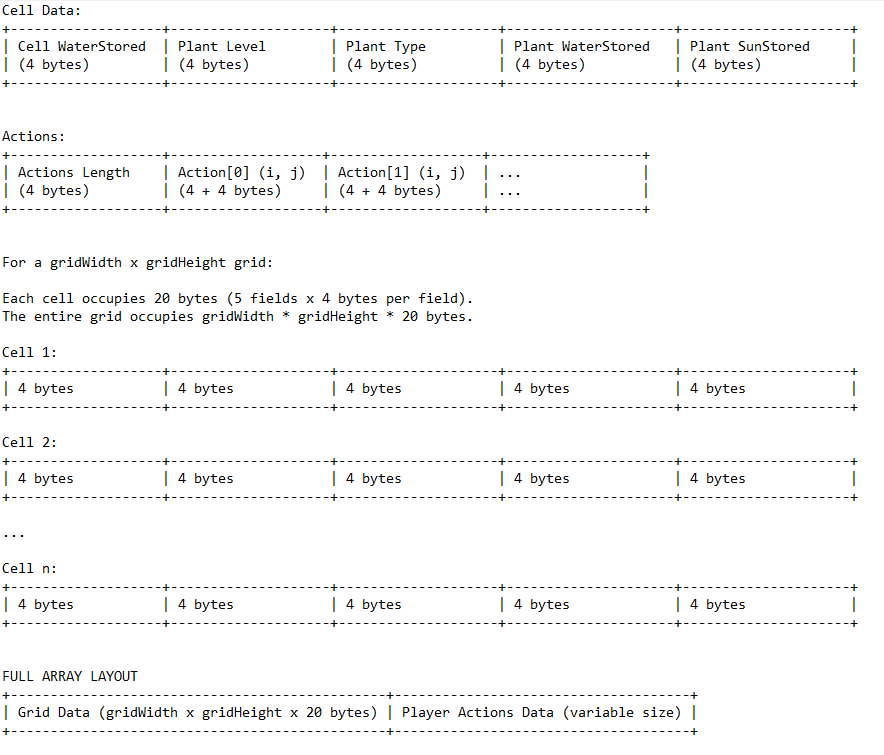 Cell Data:
+-------------------+--------------------+--------------------+---------------------+---------------------+
| Cell WaterStored  | Plant Level        | Plant Type         | Plant WaterStored   | Plant SunStored     |
| (4 bytes)         | (4 bytes)          | (4 bytes)          | (4 bytes)           | (4 bytes)           |
+-------------------+--------------------+--------------------+---------------------+---------------------+
Actions:
+-------------------+-------------------+-------------------+-------------------+
| Actions Length    | Action[0] (i, j)  | Action[1] (i, j)  | ...               |
| (4 bytes)         | (4 + 4 bytes)     | (4 + 4 bytes)     | ...               |
+-------------------+-------------------+-------------------+-------------------+
For a gridWidth x gridHeight grid:
Each cell occupies 20 bytes (5 fields x 4 bytes per field).
The entire grid occupies gridWidth * gridHeight * 20 bytes.
Cell 1:
+-------------------+--------------------+--------------------+---------------------+---------------------+
| 4 bytes           | 4 bytes            | 4 bytes            | 4 bytes             | 4 bytes             |
+-------------------+--------------------+--------------------+---------------------+---------------------+
Cell 2:
+-------------------+--------------------+--------------------+---------------------+---------------------+
| 4 bytes           | 4 bytes            | 4 bytes            | 4 bytes             | 4 bytes             |
+-------------------+--------------------+--------------------+---------------------+---------------------+
...
Cell n:
+-------------------+--------------------+--------------------+---------------------+---------------------+
| 4 bytes           | 4 bytes            | 4 bytes            | 4 bytes             | 4 bytes             |
+-------------------+--------------------+--------------------+---------------------+---------------------+
FULL ARRAY LAYOUT
+-----------------------------------------------+-------------------------------------+
| Grid Data (gridWidth x gridHeight x 20 bytes) | Player Actions Data (variable size) |
+-----------------------------------------------+-------------------------------------+